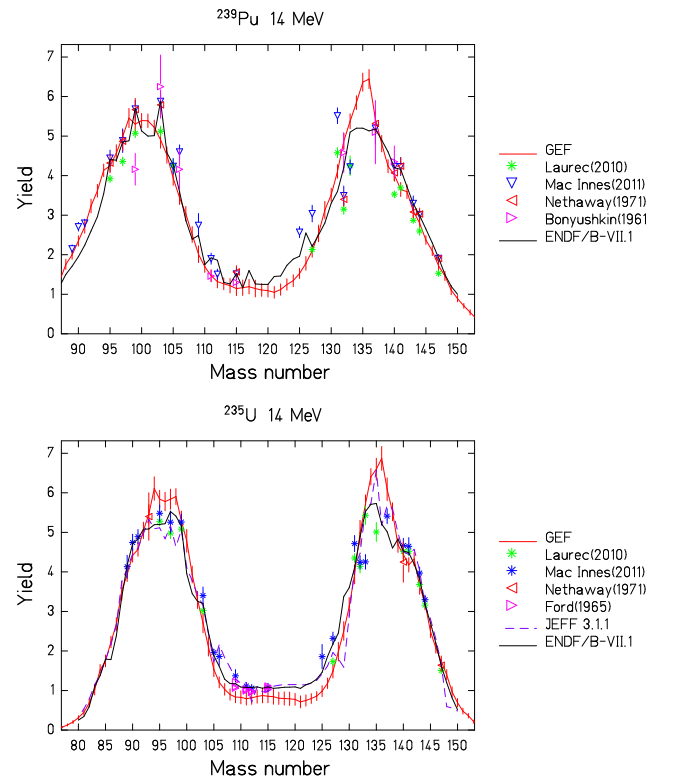 239Pu 14 MeV
7
6
5
4
3
2
1
0
Yield
90 95 100 105 110 115 120 125 130 135 140 145 150
Mass number
GEF
Laurec(2010)
Mac Innes(2011)
Nethaway(1971)
Bonyushkin(1961
ENDF/B-VII.1
235U 14 MeV
7
6
5
4
3
2
1
0
Yield
80 85 90 95 100 105 110 115 120 125 130 135 140 145 150
Mass number
GEF
Laurec(2010)
Mac Innes(2011)
Nethaway(1971)
Ford(1965)
JEFF 3.1.1
ENDF/B-VII.1